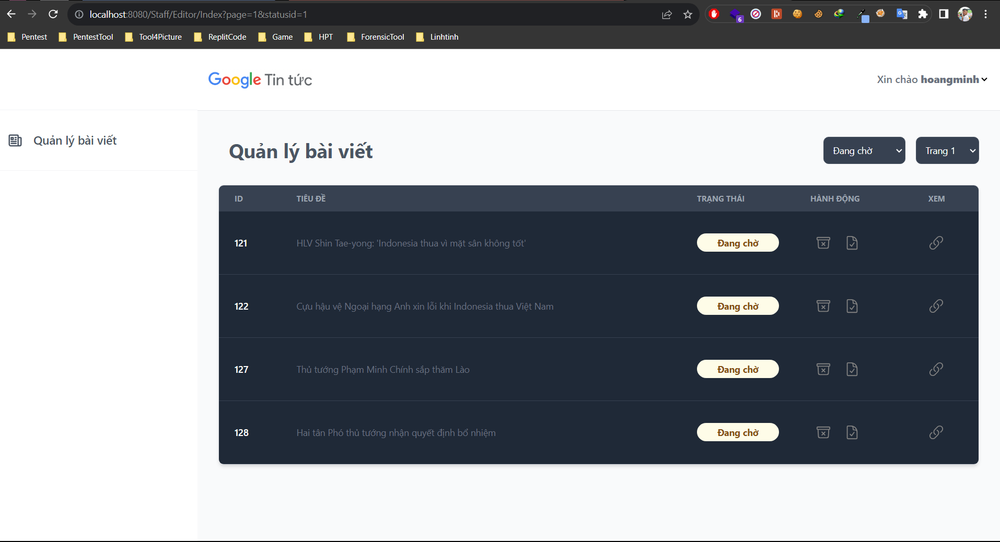 localhost:8080/Staff/Editor/Index?page=1&statusid=1
6
Pentest PentestTool Tool4Picture ReplitCode Game HPT ForensicTool Linhtinh
Google Tin tức
Xin chào hoangminh
Quản lý bài viết
Quản lý bài viết
Đang chờ Trang 1
ID TIÊU ĐỀ TRẠNG THÁI HÀNH ĐỘNG XEM
121 HLV Shin Tae-yong: 'Indonesia thua vì mặt sân không tốt' Đang chờ
122 Cựu hậu vệ Ngoại hạng Anh xin lỗi khi Indonesia thua Việt Nam Đang chờ
127 Thủ tướng Phạm Minh Chính sắp thăm Lào Đang chờ
128 Hai tân Phó thủ tướng nhận quyết định bổ nhiệm Đang chờ